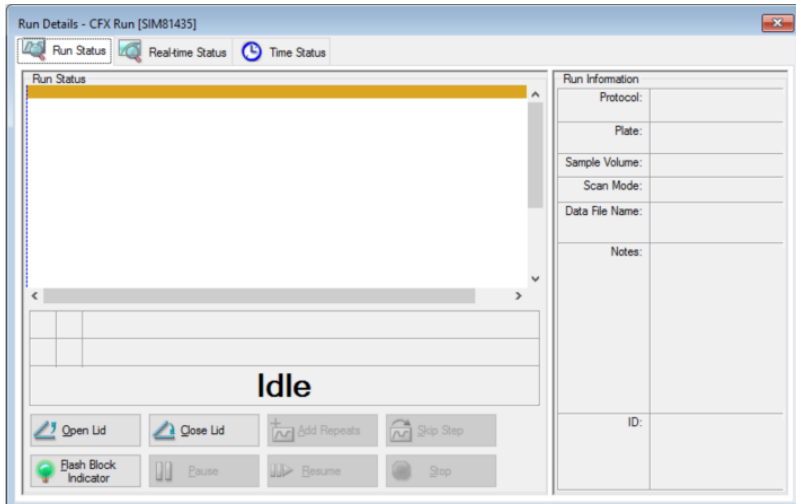 Run Details - CFX Run [SIM81435]
Run Status Real-time Status Time Status
Run Status
Run Information
Protocol:
Plate:
Sample Volume:
Scan Mode:
Data File Name:
Notes:
ID:
Idle
Open Lid Close Lid Add Repeats Skip Step
Flash Block
Indicator
Pause Resume Stop